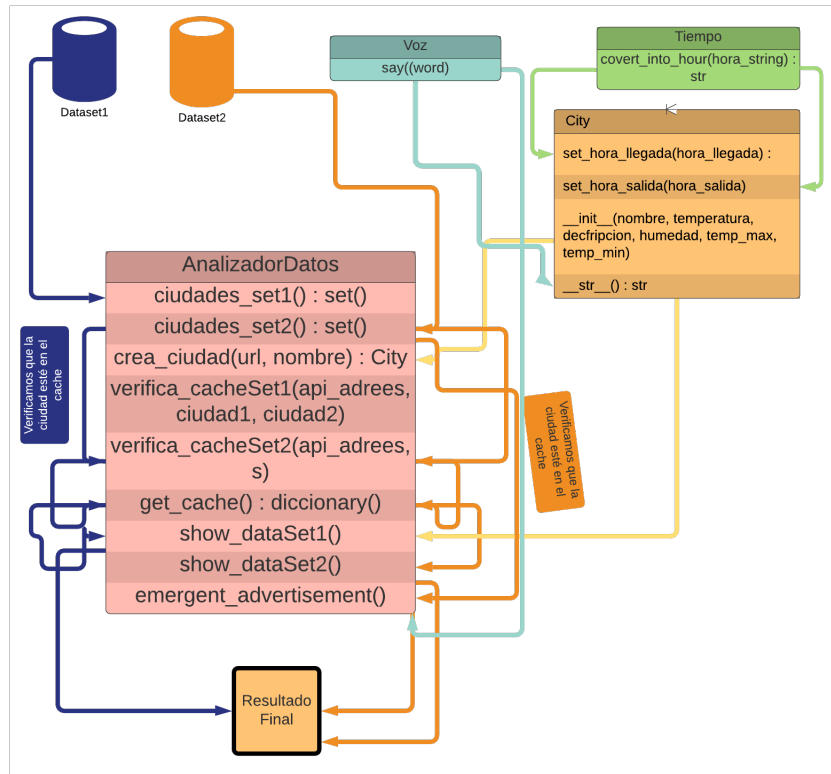 Dataset1
Dataset2
Voz
say((word)
Tiempo
covert_into_hour(hora_string) :
str
City
set_hora_llegada(hora_llegada) :
set_hora_salida(hora_salida)
__init__(nombre, temperatura,
decfripcion, humedad, temp_max,
temp_min)
__str__() : str
AnalizadorDatos
ciudades_set1() : set()
ciudades_set2() : set()
crea_ciudad(url, nombre) : City
verifica_cacheSet1(api_adrees,
ciudad1, ciudad2)
verifica_cacheSet2(api_adrees,
s)
get_cache() : diccionary()
show_dataSet1()
show_dataSet2()
emergent_advertisement()
Verificamos que la
ciudad esté en el
cache
Verificamos que la
ciudad esté en el
cache
Resultado
Final